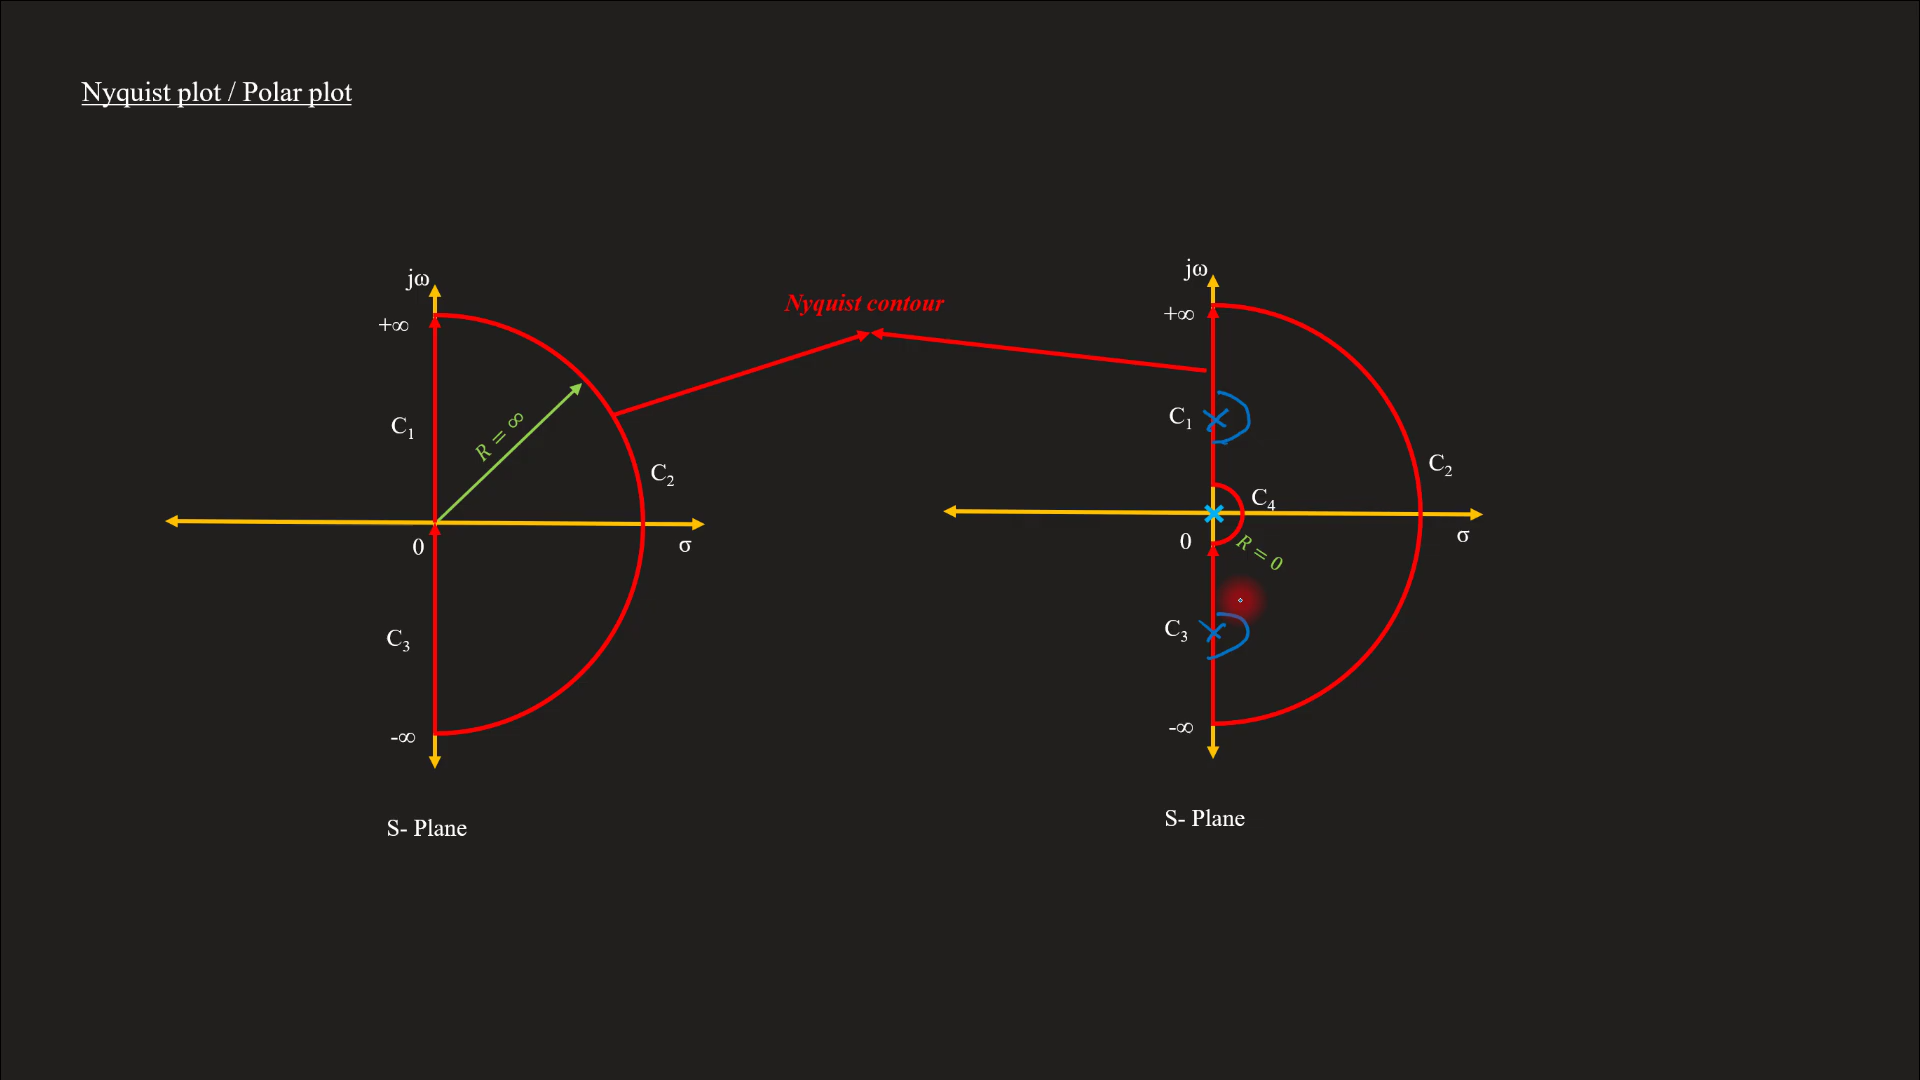 Nyquist plot / Polar plot
jω
+∞
C₁
R = ∞
C₂
0
σ
C₃
-∞
S- Plane
Nyquist contour
jω
+∞
C₁
C₂
C₄
0
R = 0
σ
C₃
-∞
S- Plane